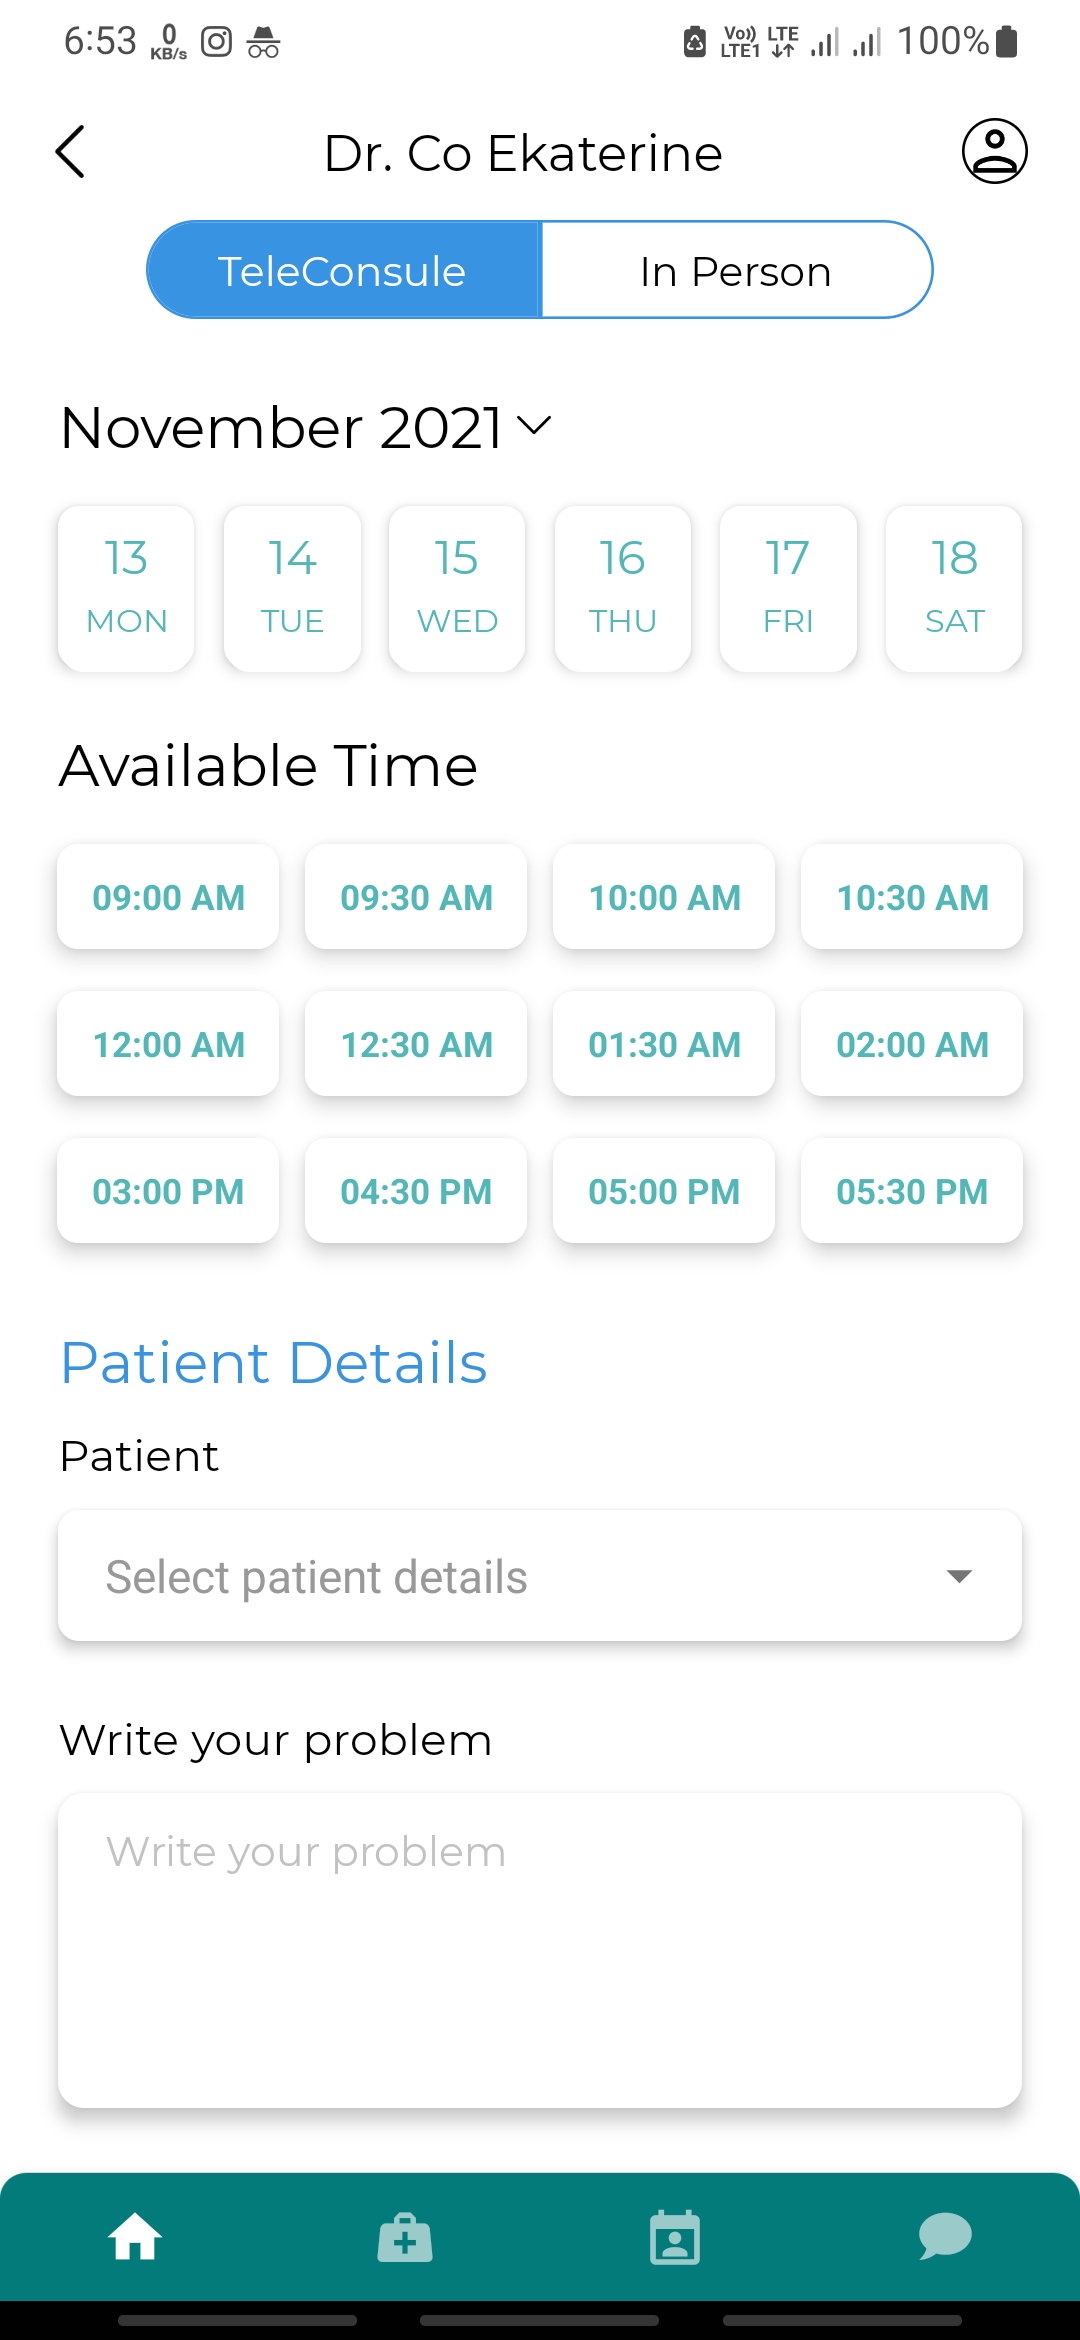 6:53 0 KB/s Vo)) LTE1 LTE 100%
Dr. Co Ekaterine
TeleConsule In Person
November 2021
13 14 15 16 17 18
MON TUE WED THU FRI SAT
Available Time
09:00 AM 09:30 AM 10:00 AM 10:30 AM
12:00 AM 12:30 AM 01:30 AM 02:00 AM
03:00 PM 04:30 PM 05:00 PM 05:30 PM
Patient Details
Patient
Select patient details
Write your problem
Write your problem